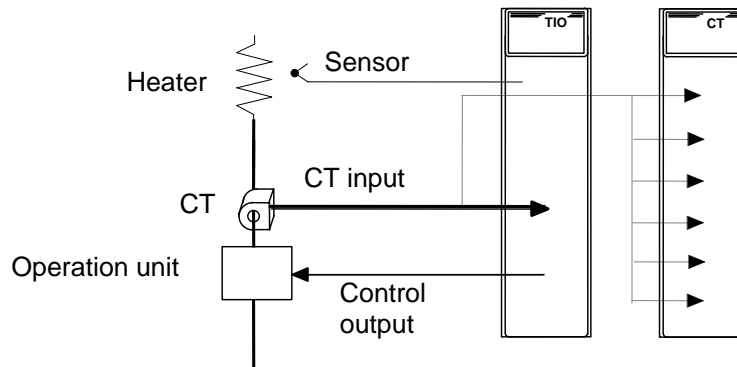 TIO
CT
Sensor
Heater
CT input
CT
Operation unit
Control
output